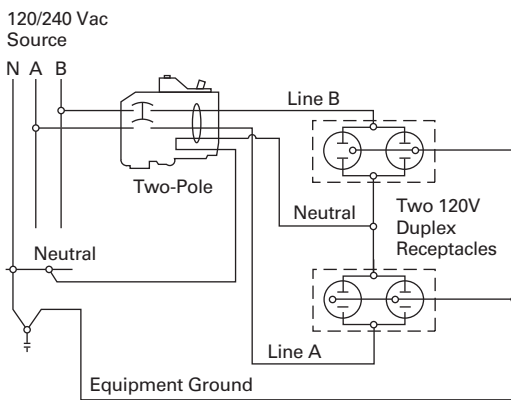 120/240 Vac
Source
N A B
Line B
Two-Pole
Neutral
Two 120V
Duplex
Receptacles
Neutral
Line A
Equipment Ground